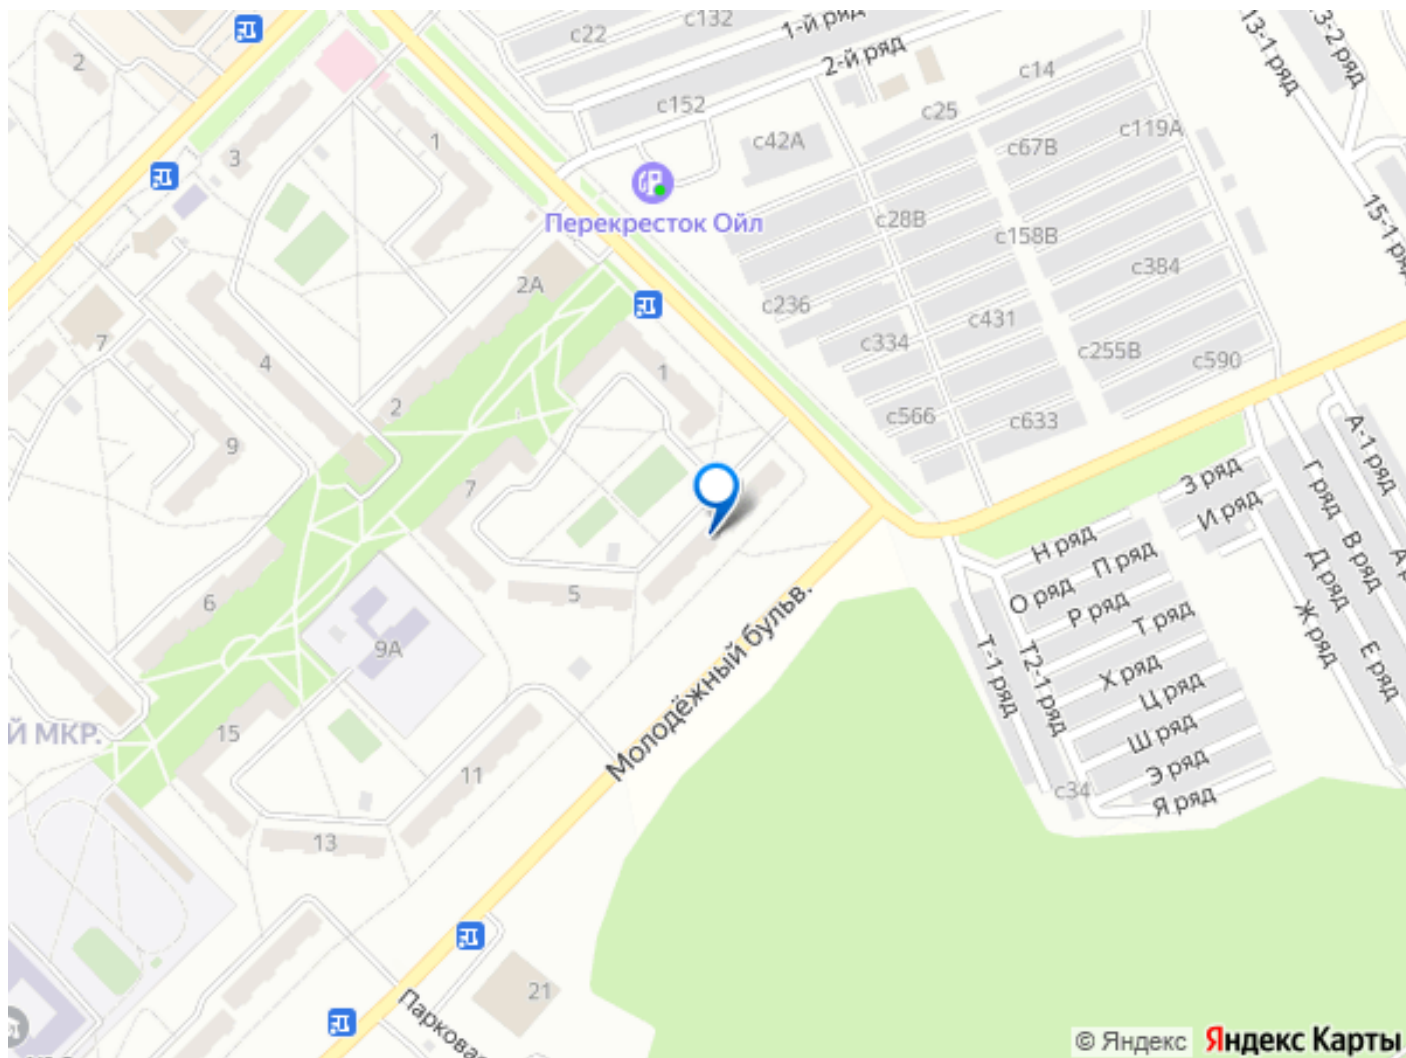 1-й ряд
с132
с22
2
2-й ряд
13-1 ряд
13-2 ряд
с14
с152
с25
с119А
с42А
с67В
1
3
15-1 ряд
Перекресток Ойл
с28В
с158В
с384
2А
с236
с431
с334
с255В
с590
7
4
1
2
с566
с633
А-1 ряд
9
7
З ряд
Г ряд
И ряд
Н ряд
П ряд
В ряд
О ряд
Р ряд
Т ряд
Д ряд
Ж ряд
Е ряд
5
6
9А
Молодёжный бульв.
Т-1 ряд
Т2-1 ряд
Х ряд
Ц ряд
Ш ряд
Э ряд
Я ряд
с34
Й МКР.
15
11
13
21
Парковая
© Яндекс Яндекс Карты